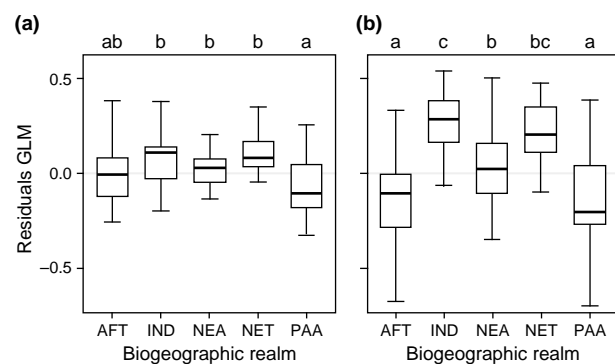 (a) (b)
ab b b b a a c b bc a
0.5
0.0
−0.5
Residuals GLM
AFT IND NEA NET PAA AFT IND NEA NET PAA
Biogeographic realm Biogeographic realm